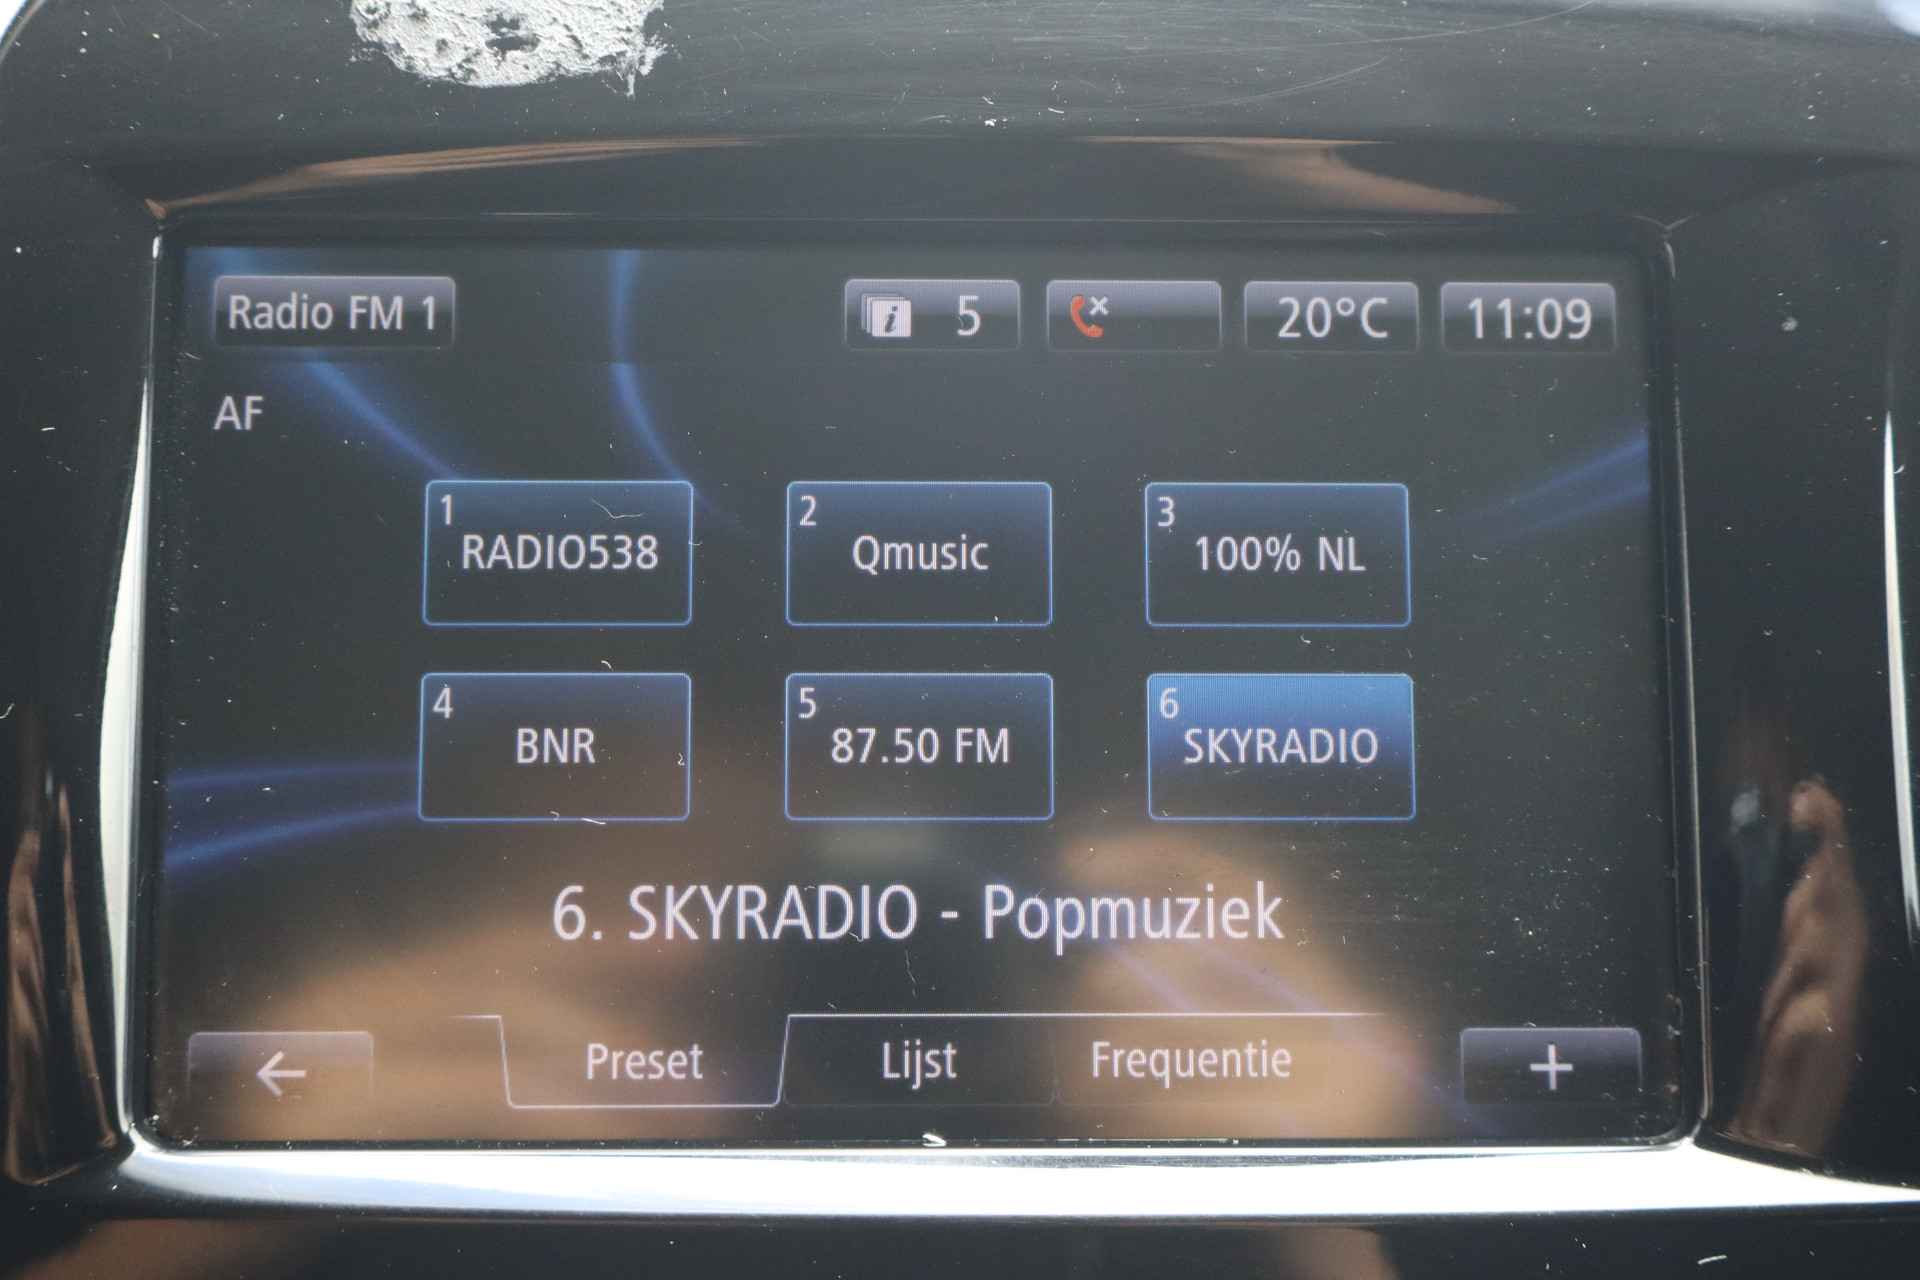 Radio FM 1
5
20°C
11:09
AF
1
RADIO538
2
Qmusic
3
100% NL
4
BNR
5
87.50 FM
6
SKYRADIO
6. SKYRADIO - Popmuziek
Preset
Lijst
Frequentie